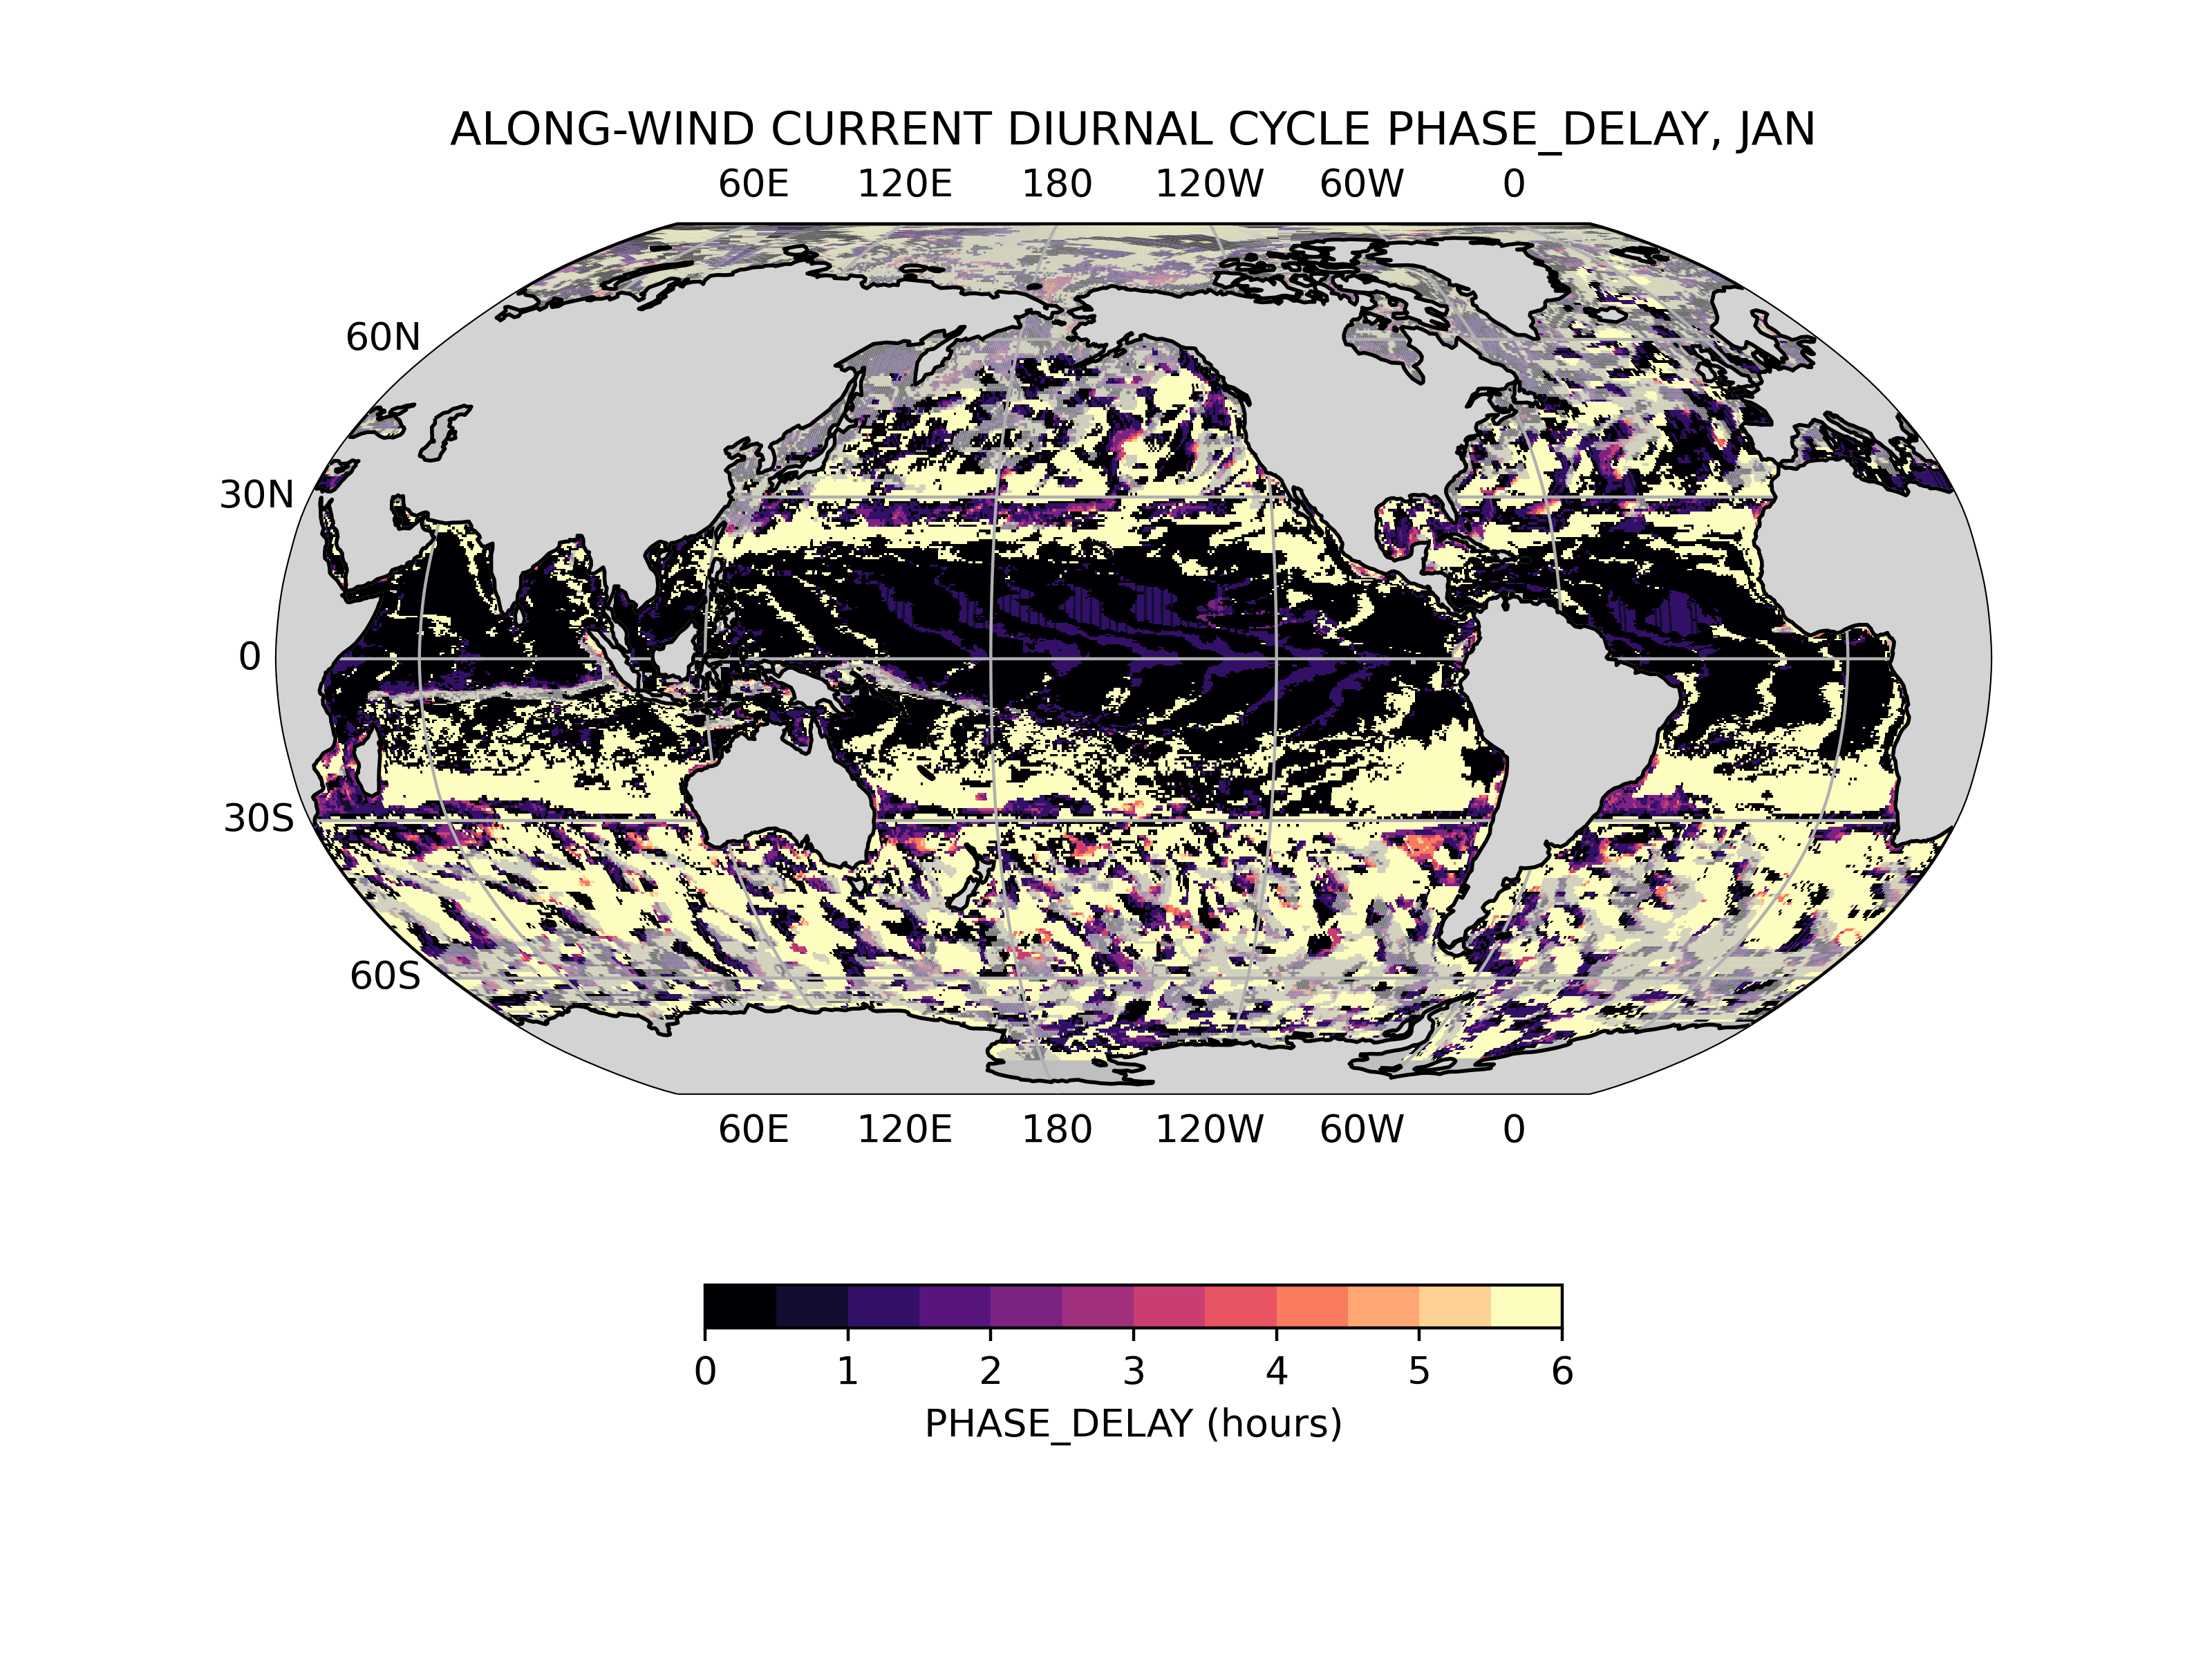 ALONG-WIND CURRENT DIURNAL CYCLE PHASE_DELAY, JAN
60E 120E 180 120W 60W 0
60N
30N
0
30S
60S
60E 120E 180 120W 60W 0
0 1 2 3 4 5 6
PHASE_DELAY (hours)